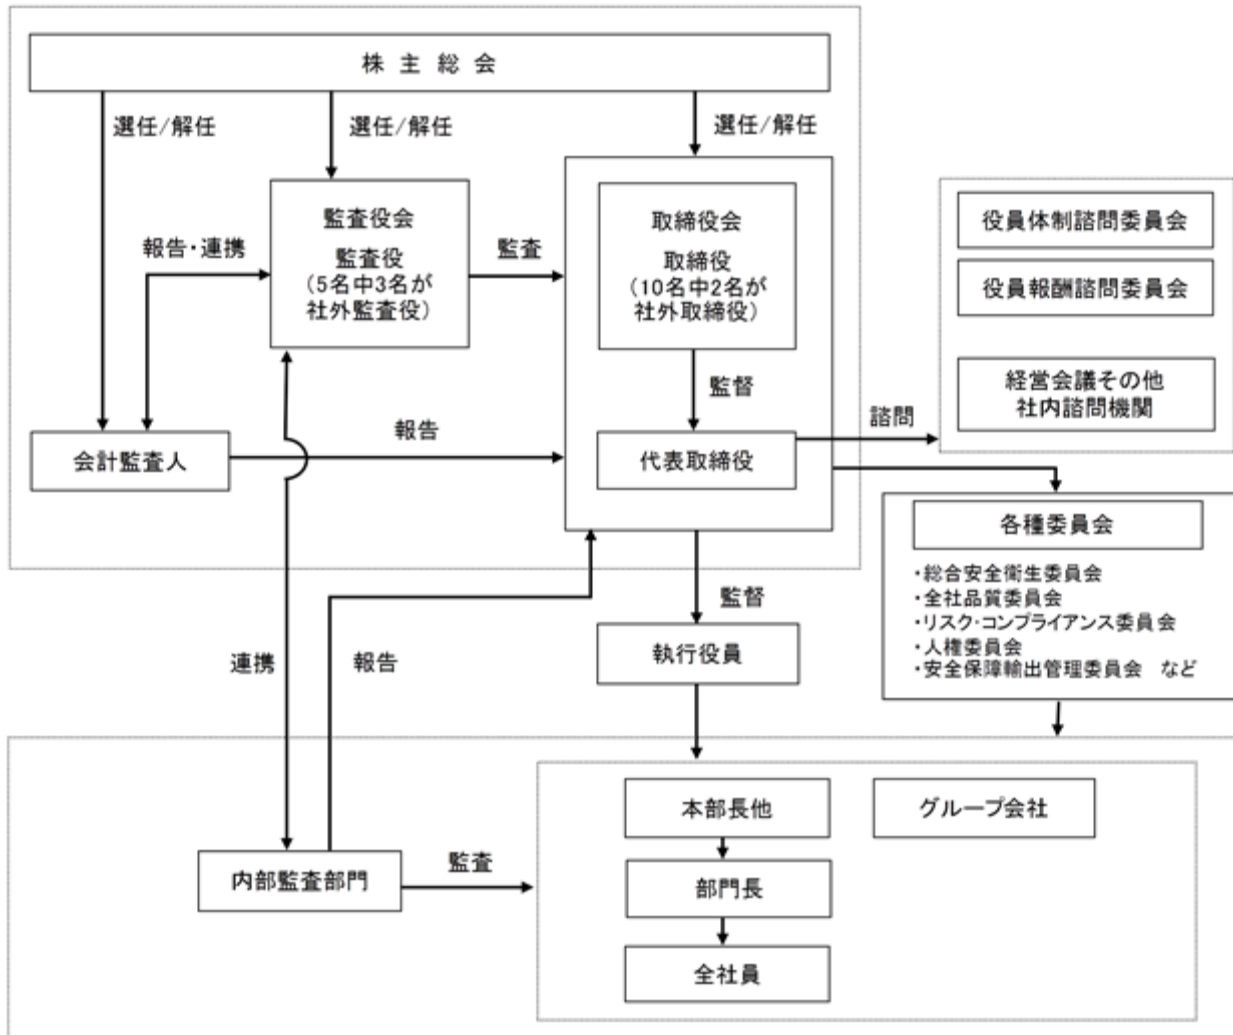 株 主 総 会
選任/解任
選任/解任
選任/解任
監査役会
監査役
(5名中3名が
社外監査役)
報告・連携
監査
取締役会
取締役
(10名中2名が
社外取締役)
監督
役員体制諮問委員会
役員報酬諮問委員会
経営会議その他
社内諮問機関
諮問
会計監査人
報告
代表取締役
各種委員会
・総合安全衛生委員会
・全社品質委員会
・リスク・コンプライアンス委員会
・人権委員会
・安全保障輸出管理委員会 など
監督
執行役員
連携
報告
本部長他
グループ会社
内部監査部門
監査
部門長
全社員